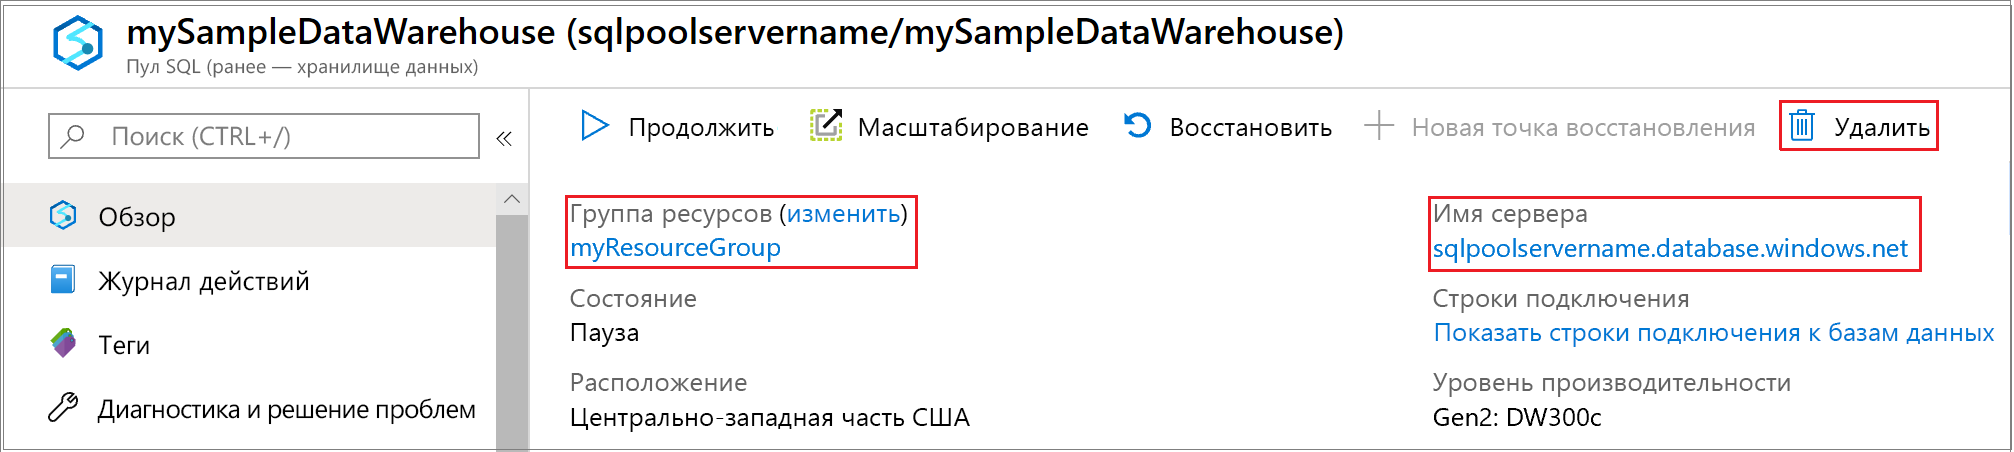 mySampleDataWarehouse (sqlpoolservername/mySampleDataWarehouse)
Пул SQL (ранее — хранилище данных)
Поиск (CTRL+/)
«
Обзор
Журнал действий
Теги
Диагностика и решение проблем
Продолжить Масштабирование Восстановить Новая точка восстановления Удалить
Группа ресурсов (изменить)
myResourceGroup
Состояние
Пауза
Расположение
Центрально-западная часть США
Имя сервера
sqlpoolservername.database.windows.net
Строки подключения
Показать строки подключения к базам данных
Уровень производительности
Gen2: DW300c